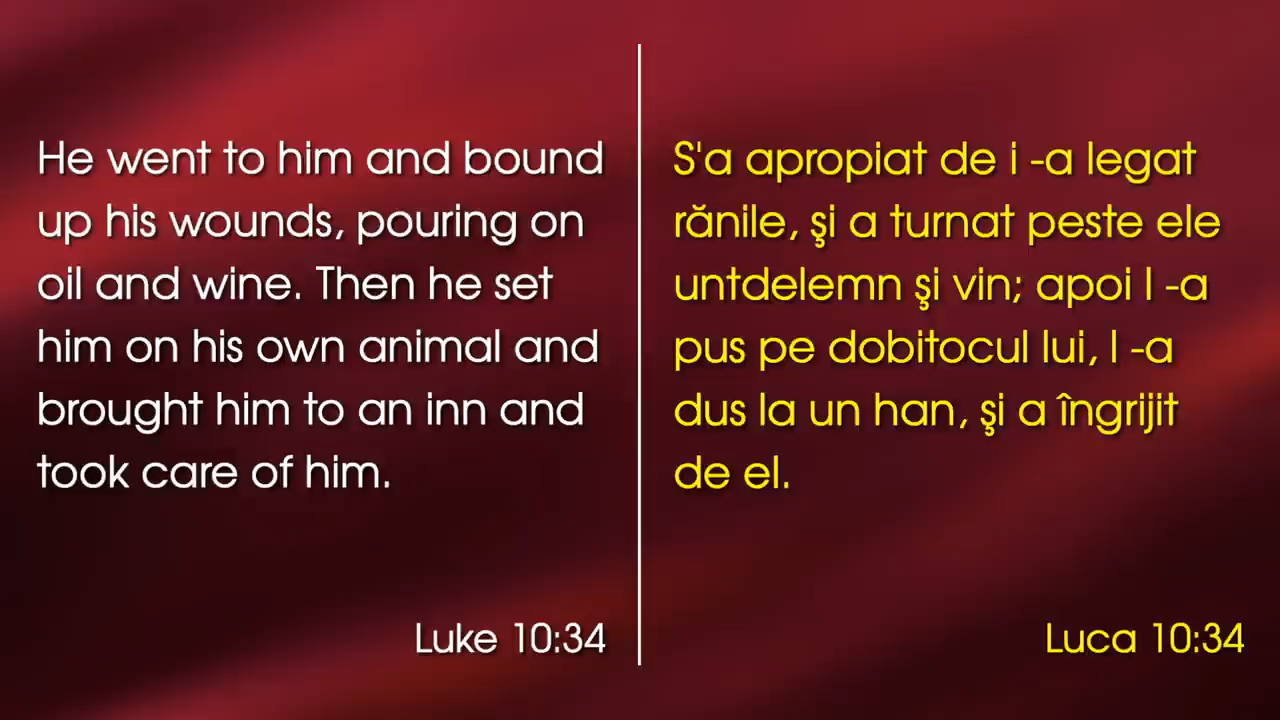 He went to him and bound
up his wounds, pouring on
oil and wine. Then he set
him on his own animal and
brought him to an inn and
took care of him.
Luke 10:34
S'a apropiat de i -a legat
rănile, şi a turnat peste ele
untdelemn şi vin; apoi l -a
pus pe dobitocul lui, l -a
dus la un han, şi a îngrijit
de el.
Luca 10:34